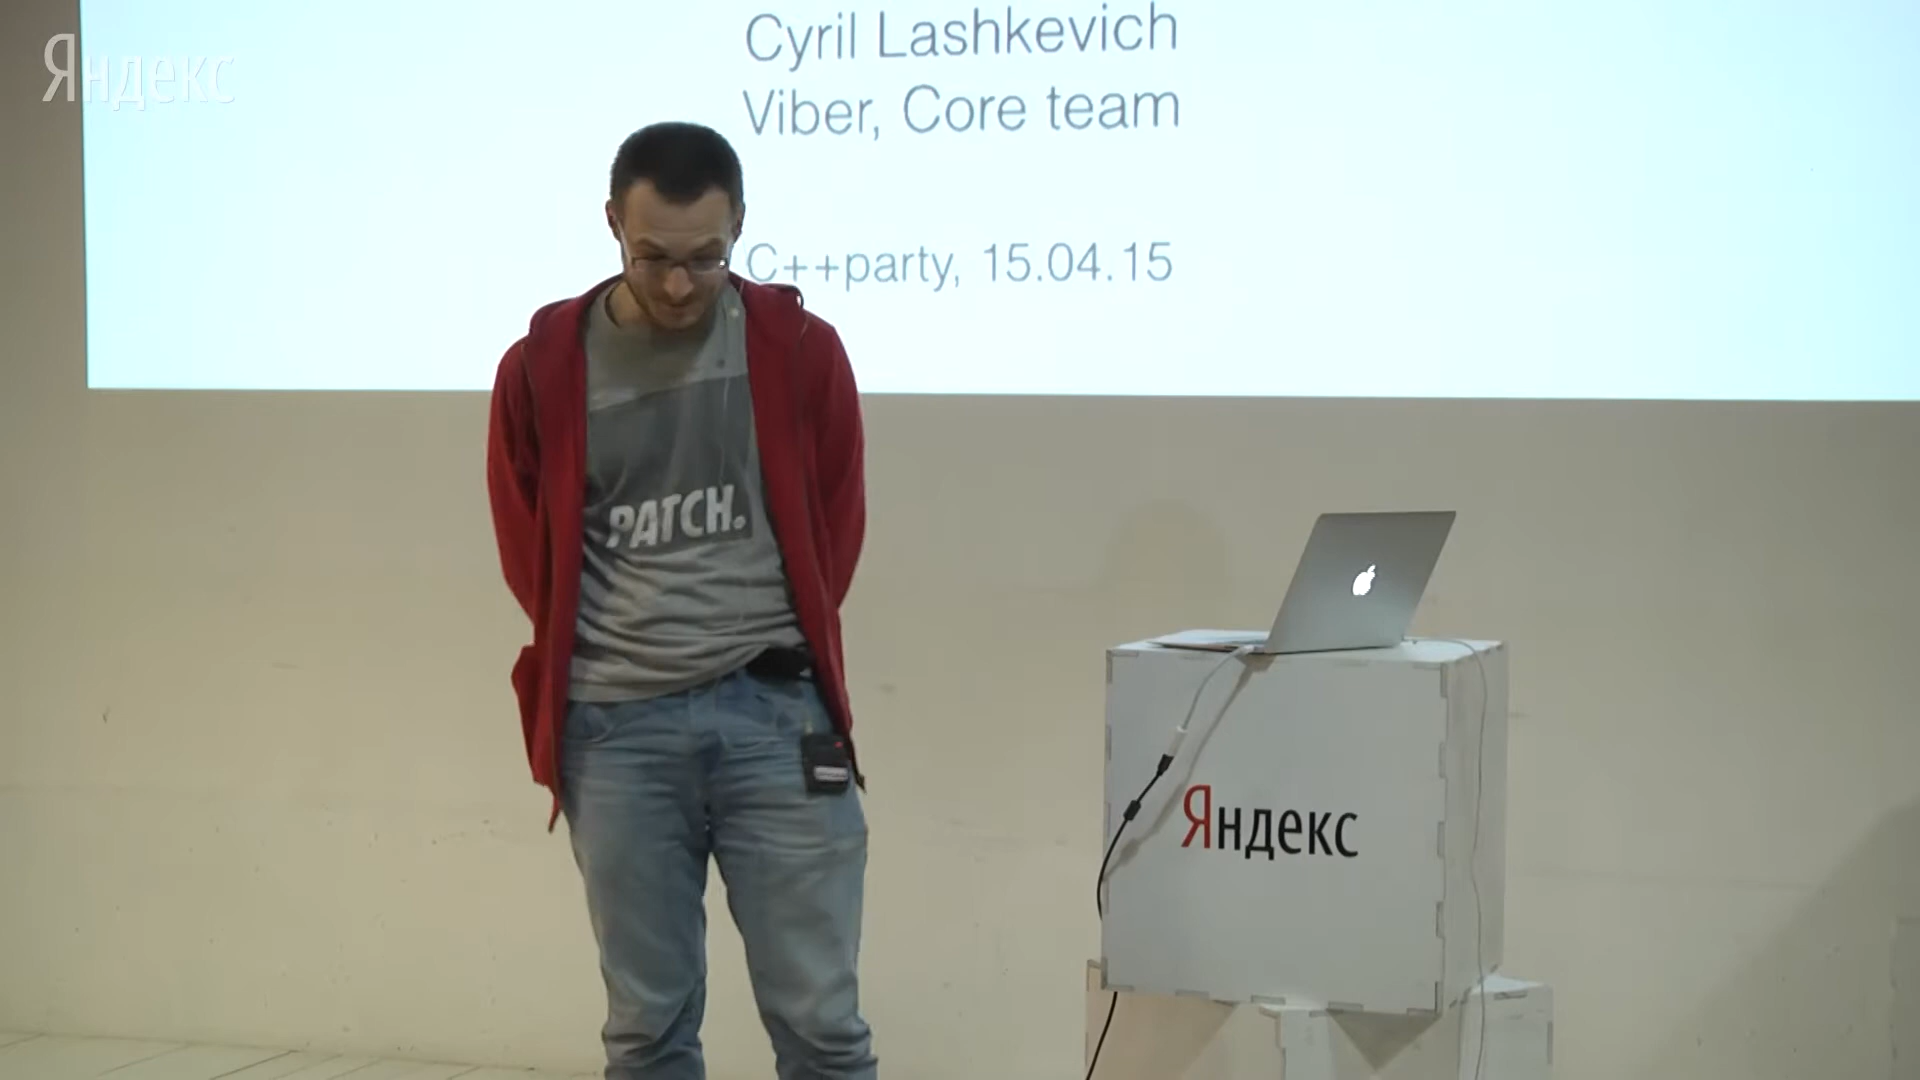 Яндекс
Cyril Lashkevich
Viber, Core team
C++party, 15.04.15
PATCH.
Яндекс